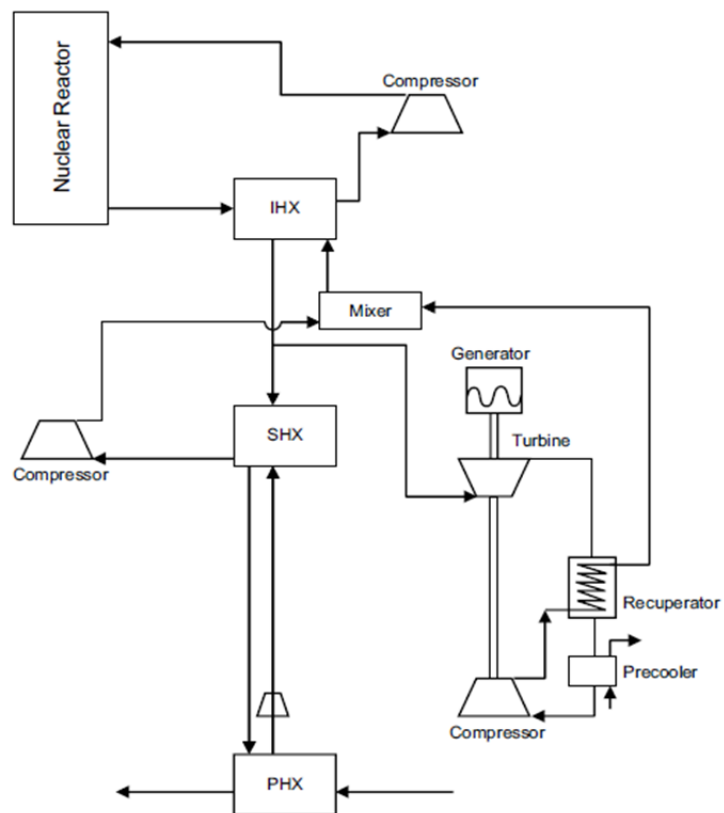 Nuclear Reactor
Compressor
IHX
Mixer
Generator
SHX
Turbine
Compressor
Recuperator
Precooler
Compressor
PHX